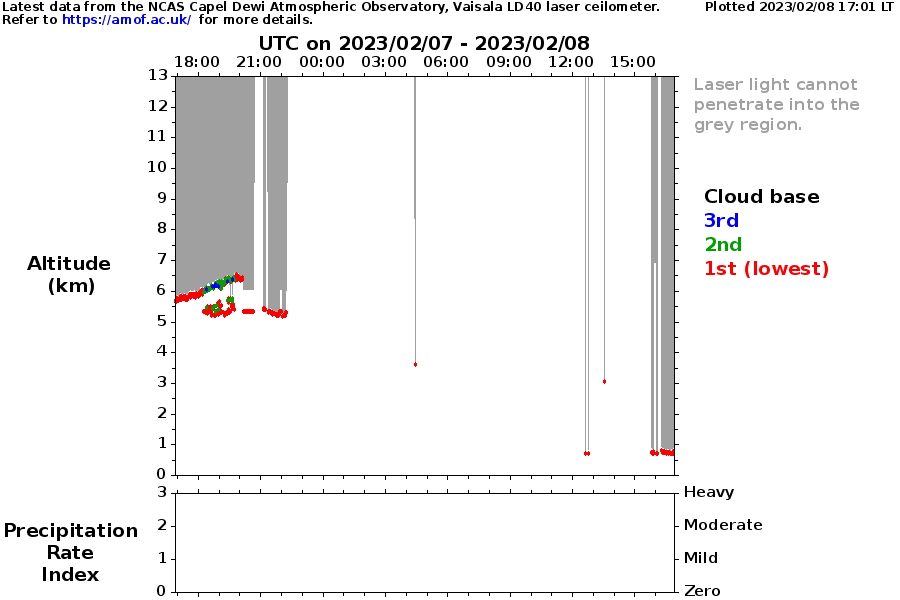 Latest data from the NCAS Capel Dewi Atmospheric Observatory, Vaisala LD40 laser ceilometer.
Plotted 2023/02/08 17:01 LT
Refer to https://amof.ac.uk/ for more details.
UTC on 2023/02/07 - 2023/02/08
18:00 21:00 00:00 03:00 06:00 09:00 12:00 15:00
13
12
11
10
9
8
7
6
5
4
3
2
1
0
Altitude
(km)
Laser light cannot
penetrate into the
grey region.
Cloud base
3rd
2nd
1st (lowest)
3
2
1
0
Precipitation
Rate
Index
Heavy
Moderate
Mild
Zero